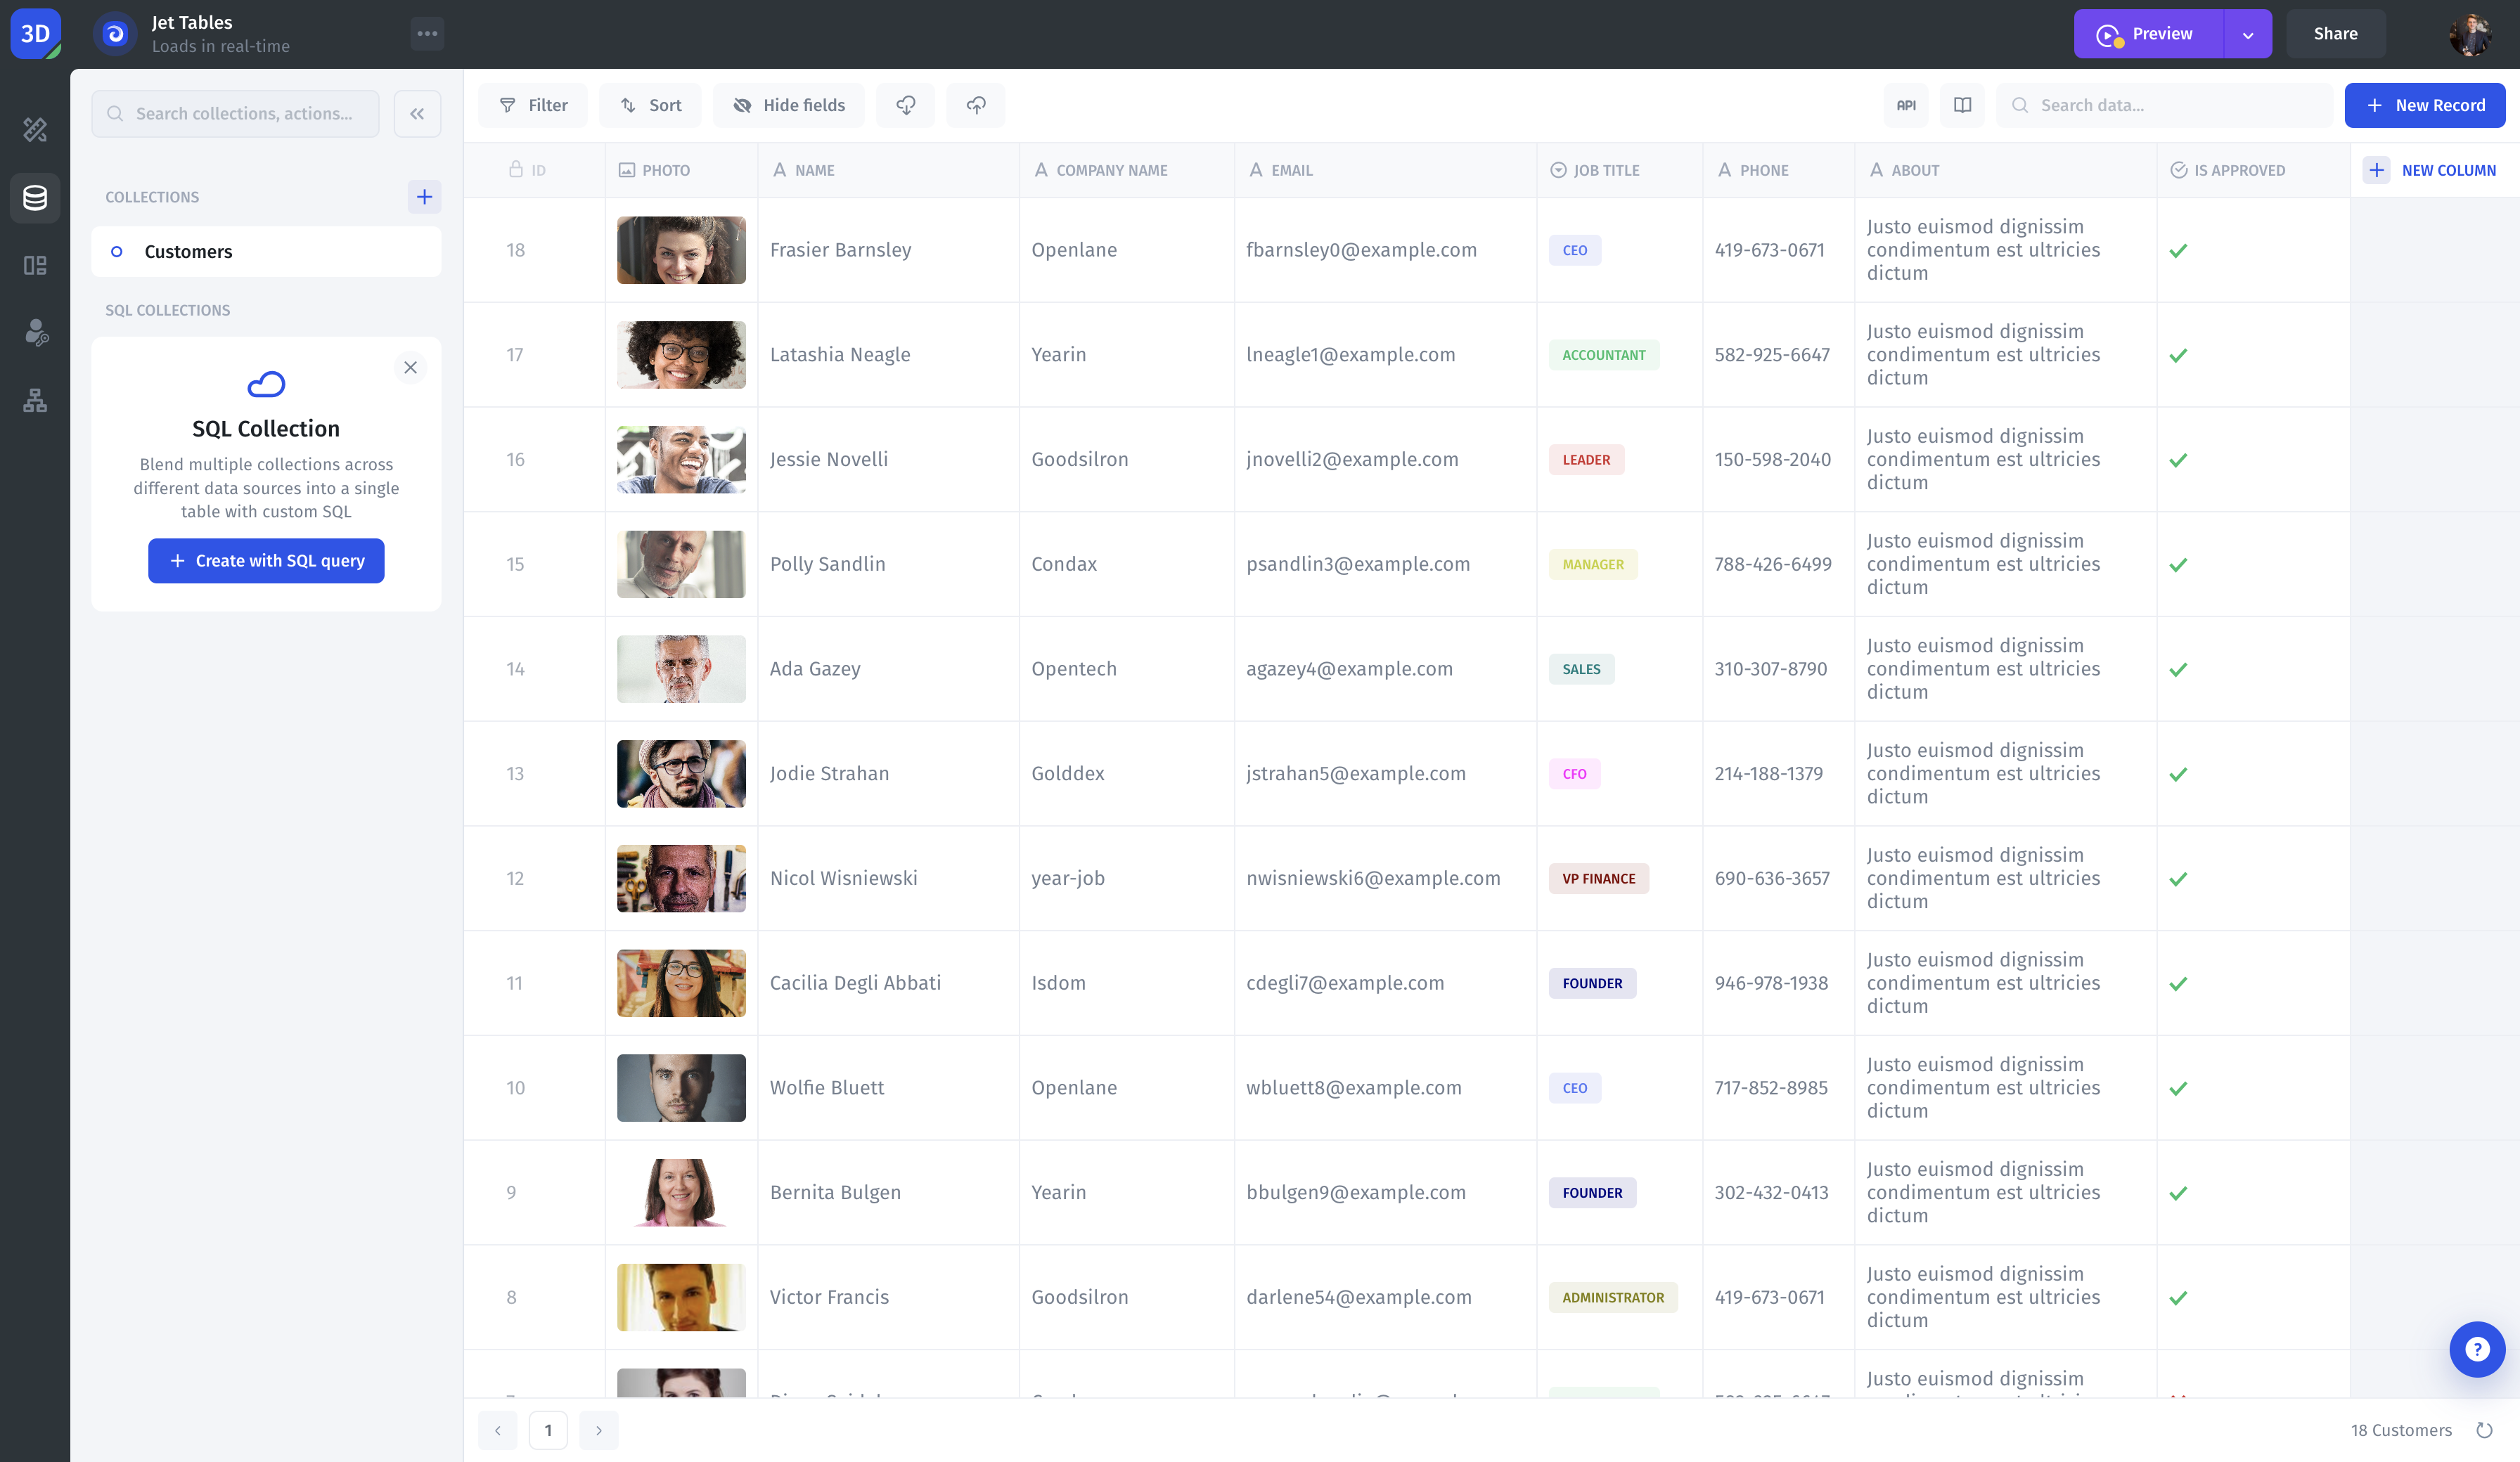 3D
Jet Tables
Loads in real-time
Preview
Share
Search collections, actions...
COLLECTIONS
Customers
SQL COLLECTIONS
SQL Collection
Blend multiple collections across
different data sources into a single
table with custom SQL
Create with SQL query
Filter
Sort
Hide fields
API
Search data...
New Record
ID
PHOTO
NAME
COMPANY NAME
EMAIL
JOB TITLE
PHONE
ABOUT
IS APPROVED
NEW COLUMN
18
Frasier Barnsley
Openlane
fbarnsley0@example.com
CEO
419-673-0671
Justo euismod dignissim
condimentum est ultricies
dictum
17
Latashia Neagle
Yearin
lneagle1@example.com
ACCOUNTANT
582-925-6647
Justo euismod dignissim
condimentum est ultricies
dictum
16
Jessie Novelli
Goodsilron
jnovelli2@example.com
LEADER
150-598-2040
Justo euismod dignissim
condimentum est ultricies
dictum
15
Polly Sandlin
Condax
psandlin3@example.com
MANAGER
788-426-6499
Justo euismod dignissim
condimentum est ultricies
dictum
14
Ada Gazey
Opentech
agazey4@example.com
SALES
310-307-8790
Justo euismod dignissim
condimentum est ultricies
dictum
13
Jodie Strahan
Golddex
jstrahan5@example.com
CFO
214-188-1379
Justo euismod dignissim
condimentum est ultricies
dictum
12
Nicol Wisniewski
year-job
nwisniewski6@example.com
VP FINANCE
690-636-3657
Justo euismod dignissim
condimentum est ultricies
dictum
11
Cacilia Degli Abbati
Isdom
cdegli7@example.com
FOUNDER
946-978-1938
Justo euismod dignissim
condimentum est ultricies
dictum
10
Wolfie Bluett
Openlane
wbluett8@example.com
CEO
717-852-8985
Justo euismod dignissim
condimentum est ultricies
dictum
9
Bernita Bulgen
Yearin
bbulgen9@example.com
FOUNDER
302-432-0413
Justo euismod dignissim
condimentum est ultricies
dictum
8
Victor Francis
Goodsilron
darlene54@example.com
ADMINISTRATOR
419-673-0671
Justo euismod dignissim
condimentum est ultricies
dictum
Justo euismod dignissim
1
18 Customers
?